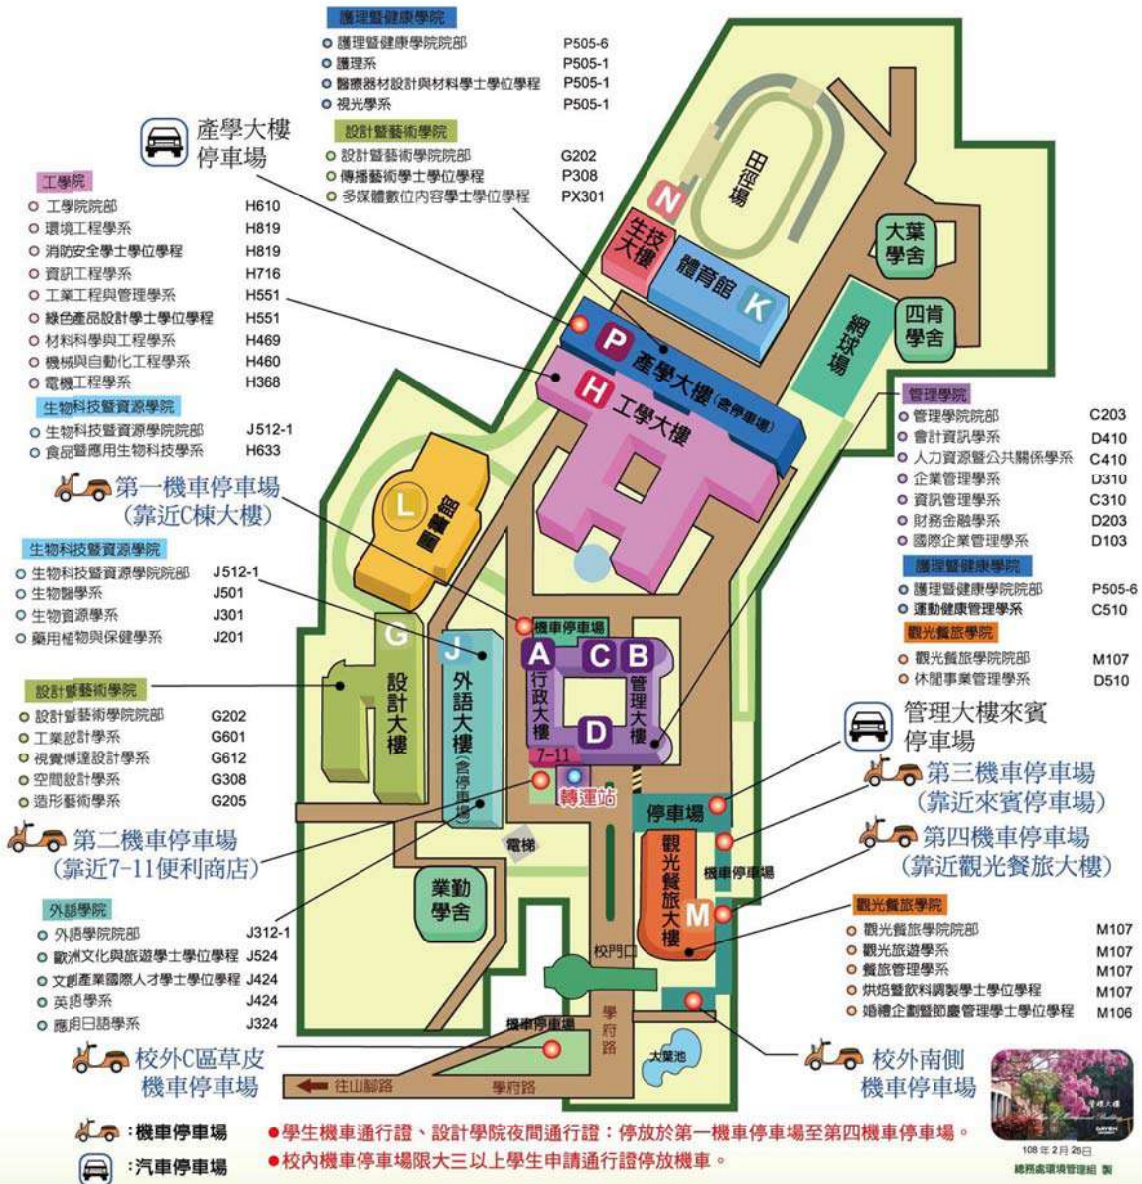 護理暨健康學院
護理暨健康學院院部 P505-6
護理系 P505-1
醫療器材設計與材料學士學位學程 P505-1
視光學系 P505-1
設計暨藝術學院
設計暨藝術學院院部 G202
傳播藝術學士學位學程 P308
多媒體數位內容學士學位學程 PX301
產學大樓
停車場
工學院
工學院院部 H610
環境工程學系 H819
消防安全學士學位學程 H819
資訊工程學系 H716
工業工程與管理學系 H551
綠色產品設計學士學位學程 H551
材料科學與工程學系 H469
機械與自動化工程學系 H460
電機工程學系 H368
生物科技暨資源學院
生物科技暨資源學院院部 J512-1
食品暨應用生物科技學系 H633
第一機車停車場
(靠近C棟大樓)
生物科技暨資源學院
生物科技暨資源學院院部 J512-1
生物醫學系 J501
生物資源學系 J301
藥用植物與保健學系 J201
設計暨藝術學院
設計暨藝術學院院部 G202
工業設計學系 G601
視覺傳達設計學系 G612
空間設計學系 G308
造形藝術學系 G205
第二機車停車場
(靠近7-11便利商店)
外語學院
外語學院院部 J312-1
歐洲文化與旅遊學士學位學程 J524
文創產業國際人才學士學位學程 J424
英語學系 J424
應用日語學系 J324
校外C區草皮
機車停車場
田徑場
N
生技大樓
體育館
K
大葉學舍
四肯學舍
網球場
P
產學大樓(含停車場)
H
工學大樓
L
圖書館
G
設計大樓
J
外語大樓(含停車場)
機車停車場
A
行政大樓
C
B
管理大樓
D
7-11
轉運站
電梯
業勤學舍
停車場
觀光餐旅大樓
M
機車停車場
校門口
機車停車場
學府路
學府路
往山腳路
大葉池
管理學院
管理學院院部 C203
會計資訊學系 D410
人力資源暨公共關係學系 C410
企業管理學系 D310
資訊管理學系 C310
財務金融學系 D203
國際企業管理學系 D103
護理暨健康學院
護理暨健康學院院部 P505-6
運動健康管理學系 C510
觀光餐旅學院
觀光餐旅學院院部 M107
休閒事業管理學系 D510
管理大樓來賓
停車場
第三機車停車場
(靠近來賓停車場)
第四機車停車場
(靠近觀光餐旅大樓)
觀光餐旅學院
觀光餐旅學院院部 M107
觀光旅遊學系 M107
餐旅管理學系 M107
烘焙暨飲料調製學士學位學程 M107
婚禮企劃暨節慶管理學士學位學程 M106
校外南側
機車停車場
:機車停車場
:汽車停車場
●學生機車通行證、設計學院夜間通行證：停放於第一機車停車場至第四機車停車場。
●校內機車停車場限大三以上學生申請通行證停放機車。
管理大樓
108年2月26日
總務處環境管理組 製